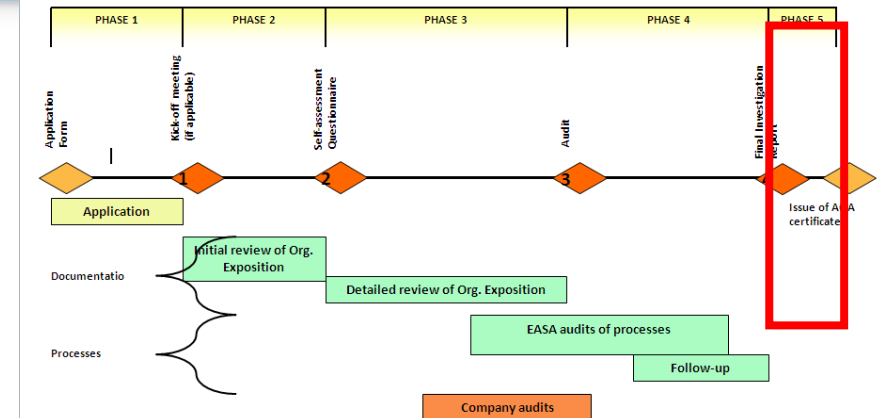 PHASE 1 PHASE 2 PHASE 3 PHASE 4 PHASE 5
Application
Form
Kick-off meeting
(if applicable)
Self-assessment
Questionnaire
Audit
Final Investigation
Report
1 2 3
Issue of
certificate
Application
Initial review of Org.
Exposition
Documentatio
Detailed review of Org. Exposition
EASA audits of processes
Processes
Follow-up
Company audits